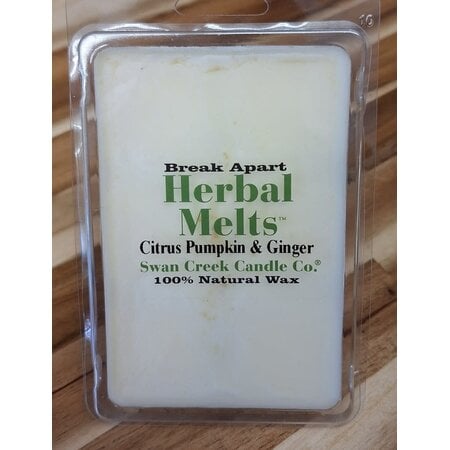 Break Apart
Herbal
Melts™
Citrus Pumpkin & Ginger
Swan Creek Candle Co.®
100% Natural Wax